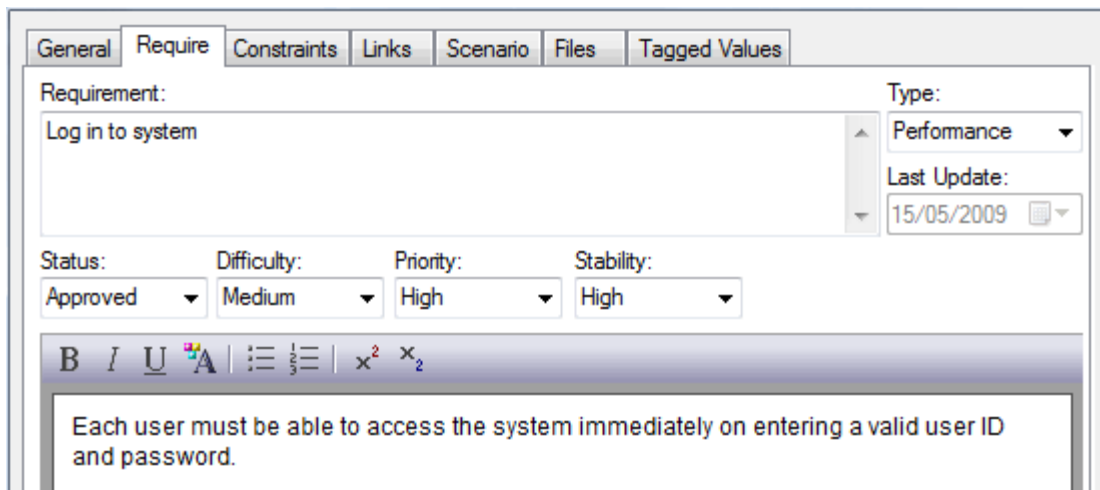 General Require Constraints Links Scenario Files Tagged Values
Requirement: Type:
Log in to system Performance
Last Update:
15/05/2009
Status: Difficulty: Priority: Stability:
Approved Medium High High
B I U A x² x₂
Each user must be able to access the system immediately on entering a valid user ID
and password.